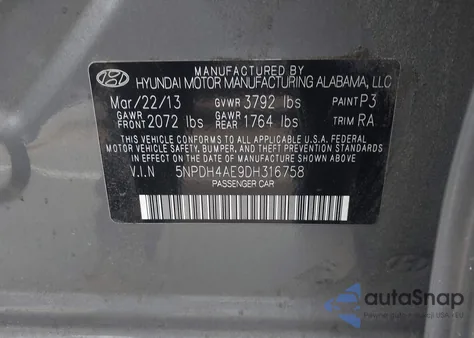 MANUFACTURED BY
HYUNDAI MOTOR MANUFACTURING ALABAMA, LLC
Mar/22/13 GVWR 3792 lbs PAINT P3
GAWR FRONT 2072 lbs GAWR REAR 1764 lbs TRIM RA
THIS VEHICLE CONFORMS TO ALL APPLICABLE U.S.A. FEDERAL
MOTOR VEHICLE SAFETY, BUMPER, AND THEFT PREVENTION
STANDARDS IN EFFECT ON THE DATE OF MANUFACTURE SHOWN ABOVE.
V.I.N 5NPDH4AE9DH316758
PASSENGER CAR
autoSnap